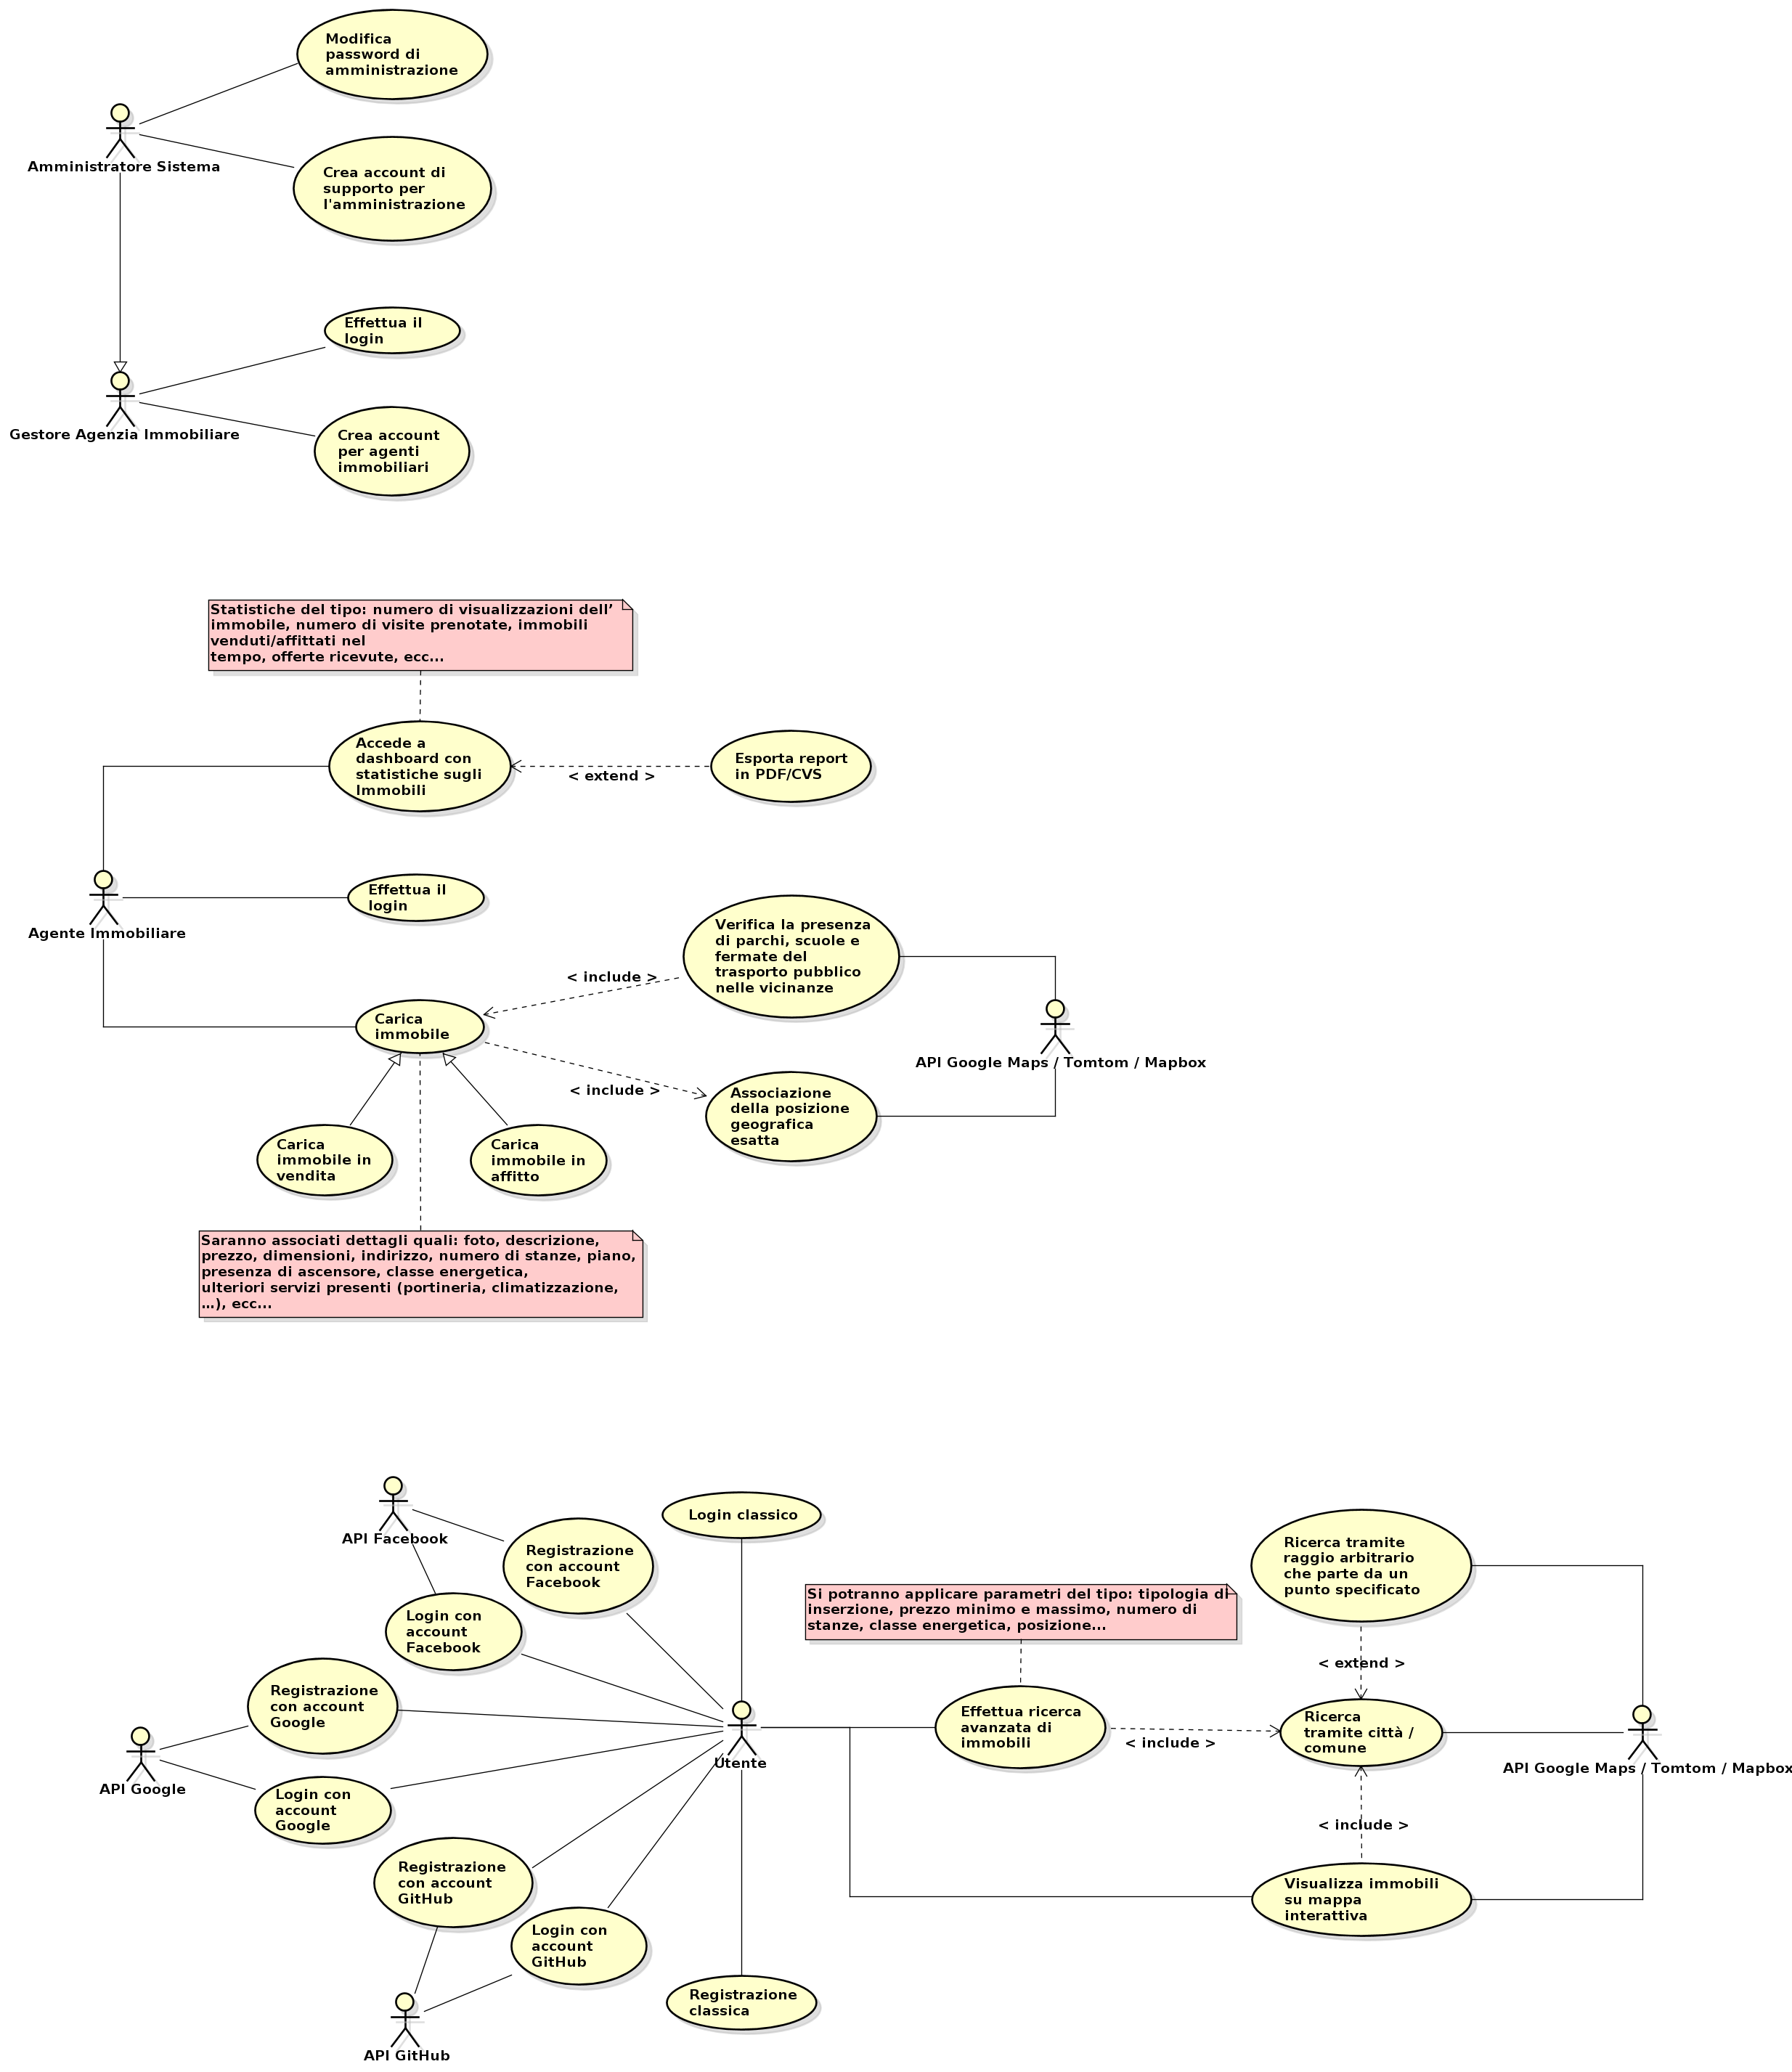 Modifica
password di
amministrazione
Amministratore Sistema
Crea account di
supporto per
l'amministrazione
Effettua il
login
Gestore Agenzia Immobiliare
Crea account
per agenti
immobiliari
Statistiche del tipo: numero di visualizzazioni dell’
immobile, numero di visite prenotate, immobili
venduti/affittati nel
tempo, offerte ricevute, ecc...
Accede a
dashboard con
statistiche sugli
Immobili
< extend >
Esporta report
in PDF/CVS
Agente Immobiliare
Effettua il
login
Verifica la presenza
di parchi, scuole e
fermate del
trasporto pubblico
nelle vicinanze
< include >
Carica
immobile
API Google Maps / Tomtom / Mapbox
< include >
Associazione
della posizione
geografica
esatta
Carica
immobile in
vendita
Carica
immobile in
affitto
Saranno associati dettagli quali: foto, descrizione,
prezzo, dimensioni, indirizzo, numero di stanze, piano,
presenza di ascensore, classe energetica,
ulteriori servizi presenti (portineria, climatizzazione,
…), ecc...
API Facebook
Registrazione
con account
Facebook
Login classico
Login con
account
Facebook
Si potranno applicare parametri del tipo: tipologia di
inserzione, prezzo minimo e massimo, numero di
stanze, classe energetica, posizione...
Ricerca tramite
raggio arbitrario
che parte da un
punto specificato
< extend >
Registrazione
con account
Google
API Google
Login con
account
Google
Utente
Effettua ricerca
avanzata di
immobili
< include >
Ricerca
tramite città /
comune
API Google Maps / Tomtom / Mapbox
< include >
Registrazione
con account
GitHub
Login con
account
GitHub
Visualizza immobili
su mappa
interattiva
Registrazione
classica
API GitHub